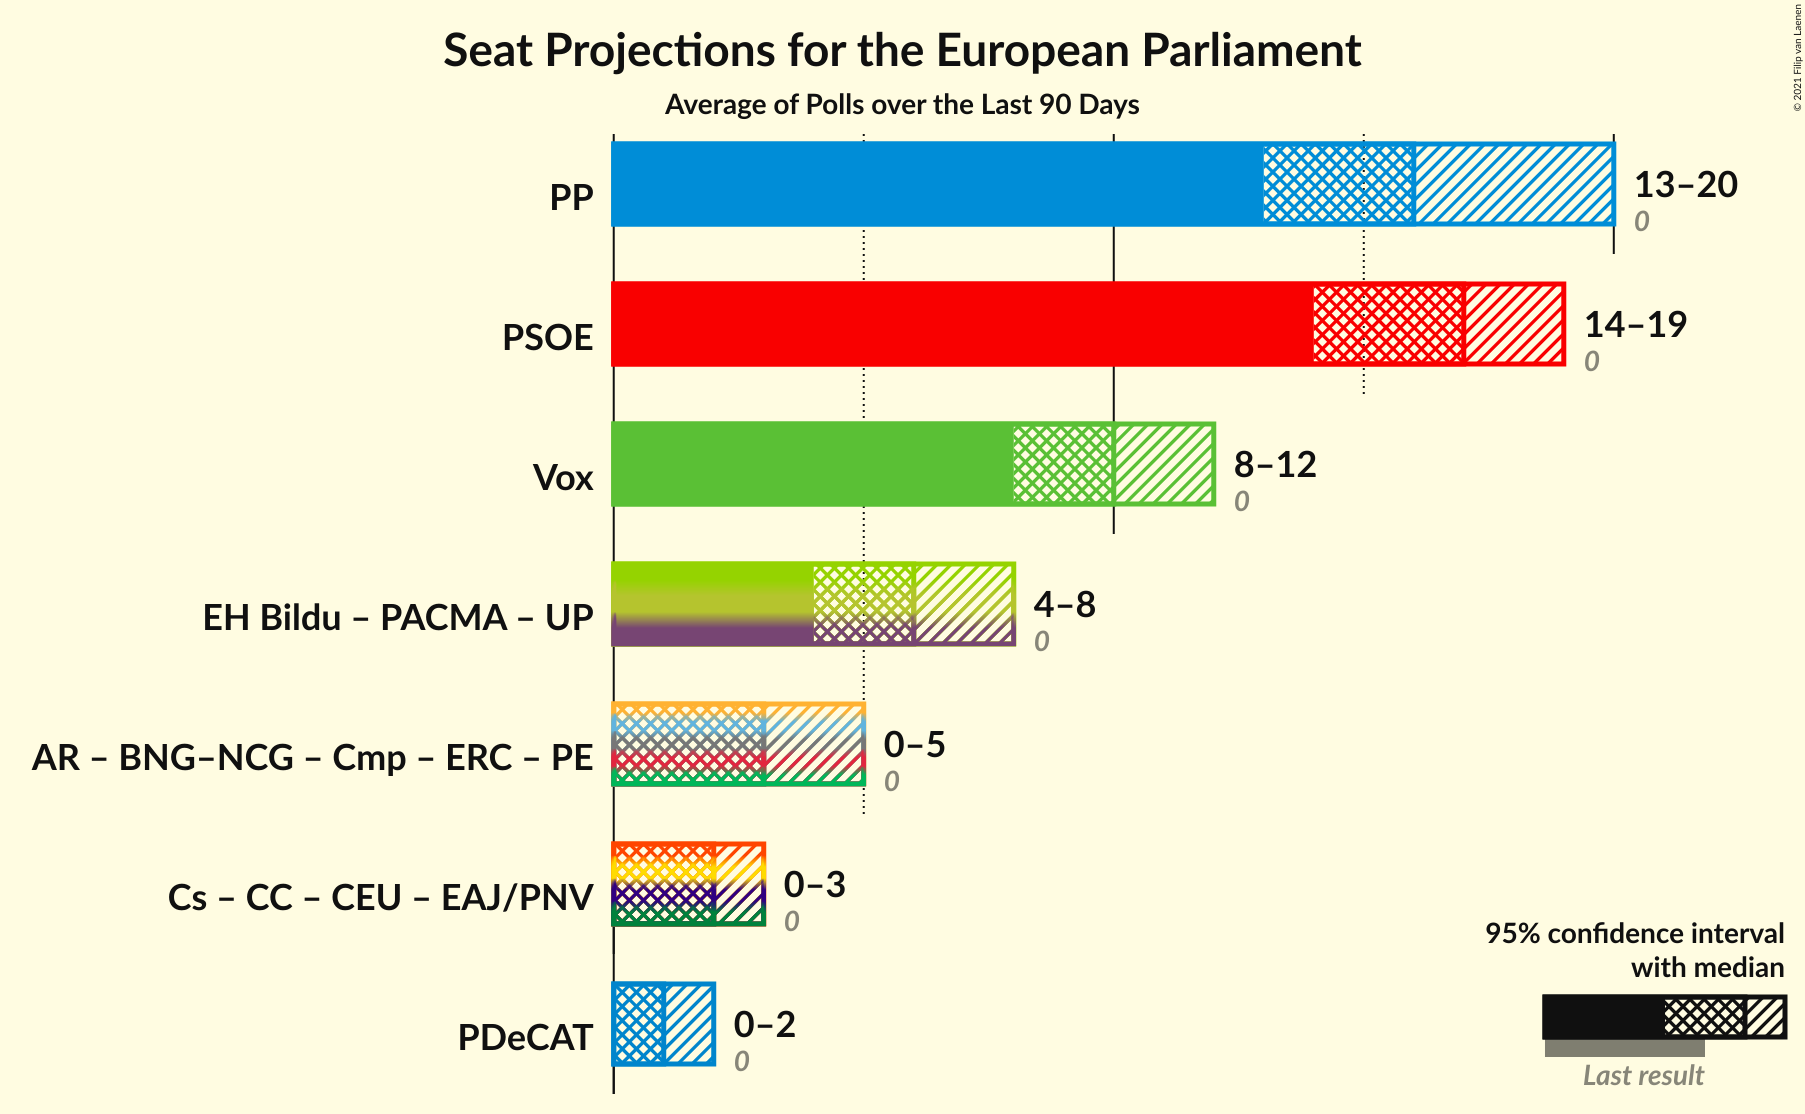 Seat Projections for the European Parliament
Average of Polls over the Last 90 Days
© 2021 Filip van Laenen
PP
13–20
0
PSOE
14–19
0
Vox
8–12
0
EH Bildu – PACMA – UP
4–8
0
AR – BNG–NCG – Cmp – ERC – PE
0–5
0
Cs – CC – CEU – EAJ/PNV
0–3
0
PDeCAT
0–2
0
95% confidence interval
with median
Last result